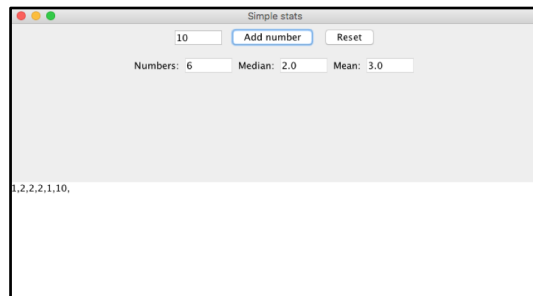 Simple stats
10 Add number Reset
Numbers: 6 Median: 2.0 Mean: 3.0
1,2,2,2,1,10,